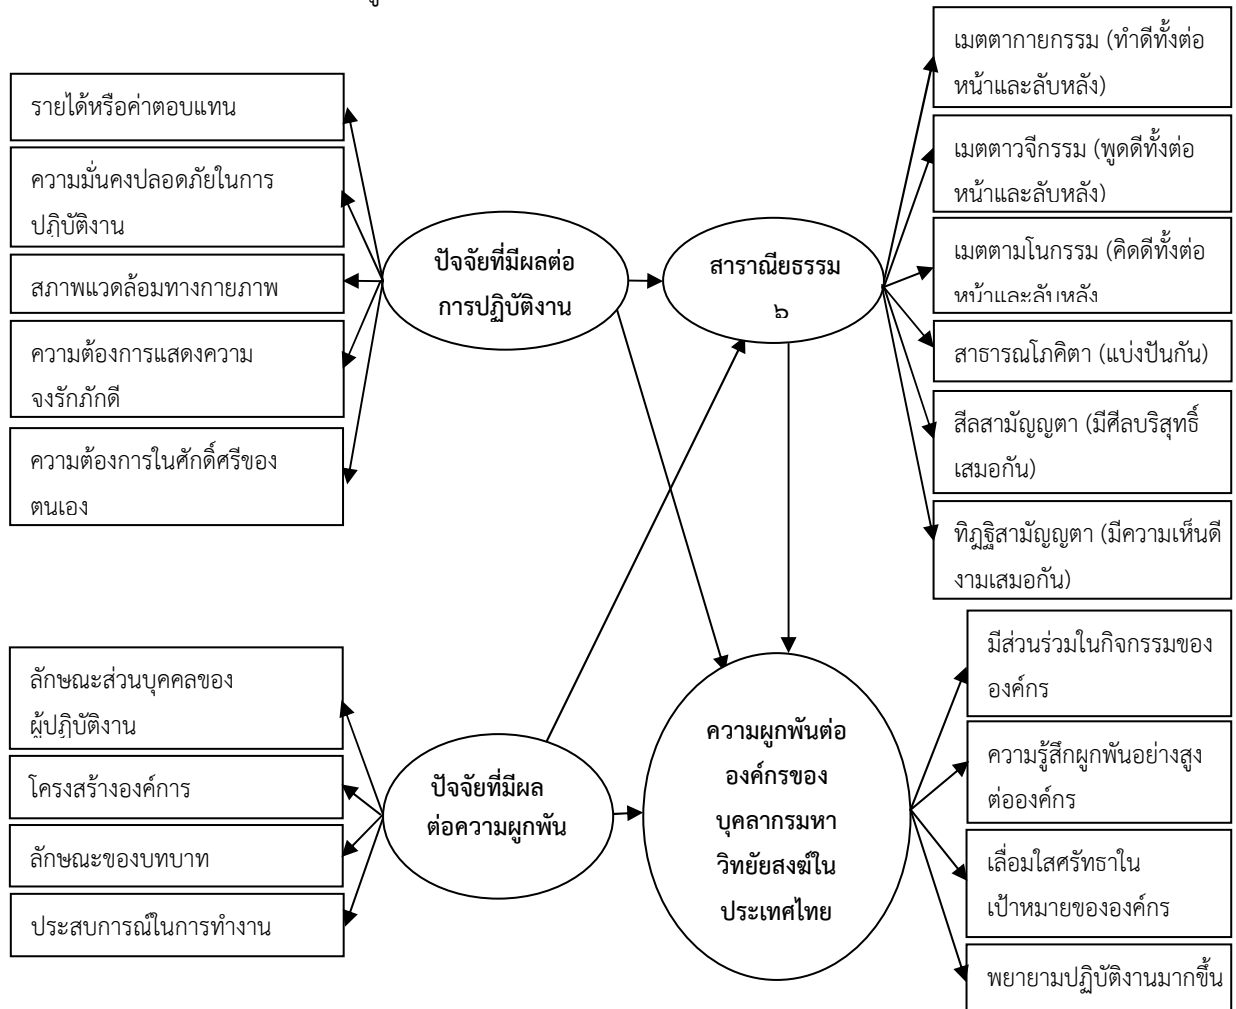 รายได้หรือค่าตอบแทน
ความมั่นคงปลอดภัยในการ
ปฏิบัติงาน
สภาพแวดล้อมทางกายภาพ
ความต้องการแสดงความ
จงรักภักดี
ความต้องการในศักดิ์ศรีของ
ตนเอง
ปัจจัยที่มีผลต่อ
การปฏิบัติงาน
สาราณียธรรม
๖
เมตตากายกรรม (ทำดีทั้งต่อ
หน้าและลับหลัง)
เมตตาวจีกรรม (พูดดีทั้งต่อ
หน้าและลับหลัง)
เมตตามโนกรรม (คิดดีทั้งต่อ
หน้าและลับหลัง
สาธารณโภคิตา (แบ่งปันกัน)
สีลสามัญญตา (มีศีลบริสุทธิ์
เสมอกัน)
ทิฏฐิสามัญญตา (มีความเห็นดี
งามเสมอกัน)
ลักษณะส่วนบุคคลของ
ผู้ปฏิบัติงาน
โครงสร้างองค์การ
ลักษณะของบทบาท
ประสบการณ์ในการทำงาน
ปัจจัยที่มีผล
ต่อความผูกพัน
ความผูกพันต่อ
องค์กรของ
บุคลากรมหา
วิทยัยสงฆ์ใน
ประเทศไทย
มีส่วนร่วมในกิจกรรมของ
องค์กร
ความรู้สึกผูกพันอย่างสูง
ต่อองค์กร
เลื่อมใสศรัทธาใน
เป้าหมายขององค์กร
พยายามปฏิบัติงานมากขึ้น